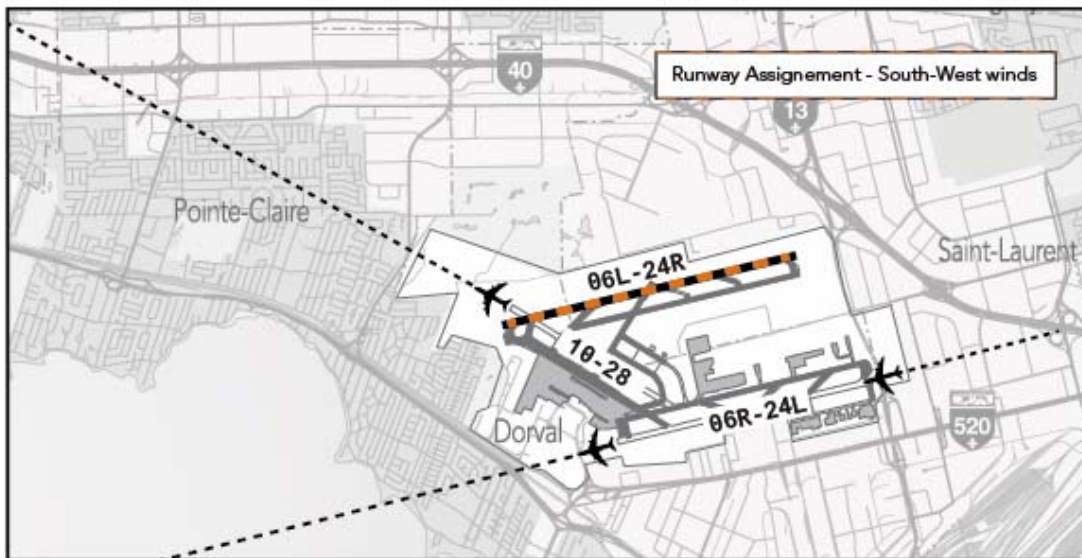 40
Runway Assignement - South-West winds
13
Pointe-Claire
Saint-Laurent
06L-24R
10-28
06R-24L
Dorval
520